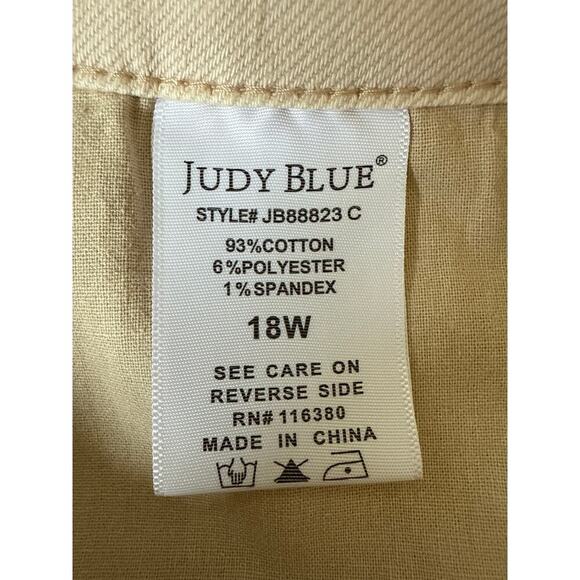 JUDY BLUE®
STYLE# JB88823 C
93%COTTON
6%POLYESTER
1%SPANDEX
18W
SEE CARE ON
REVERSE SIDE
RN# 116380
MADE IN CHINA